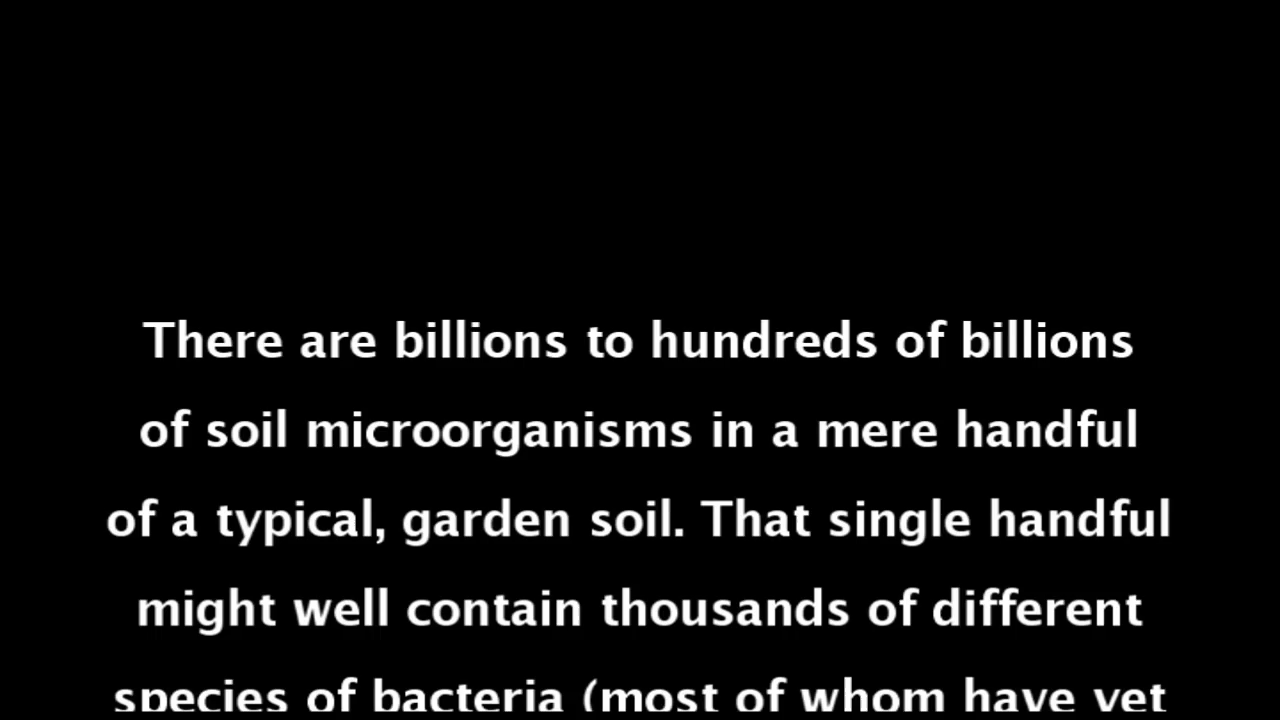 There are billions to hundreds of billions
of soil microorganisms in a mere handful
of a typical, garden soil. That single handful
might well contain thousands of different
species of bacteria (most of whom have yet